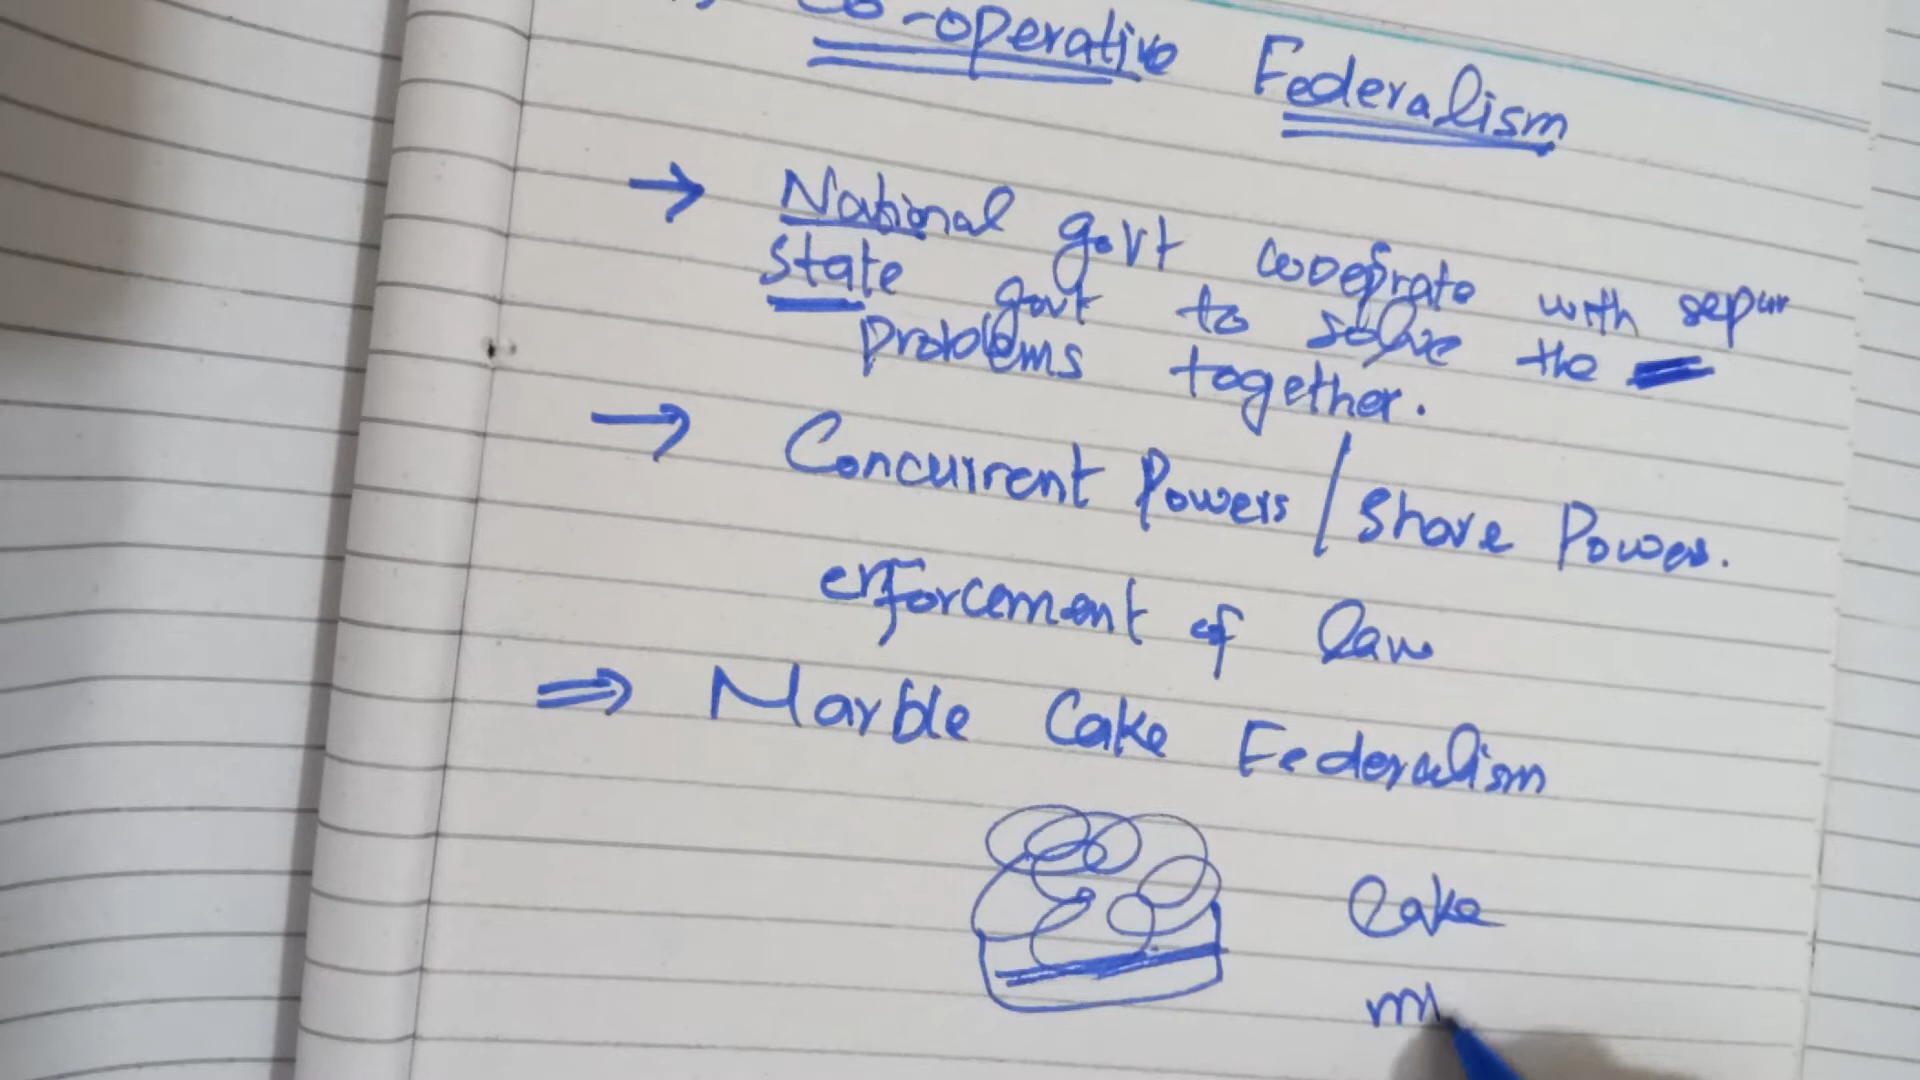 Co-operative Federalism
→ National govt cooperate with separ
State govt to solve the
problems together.
→ Concurrent Powers / Share Power.
enforcement of law
⇒ Marble Cake Federalism
Cake